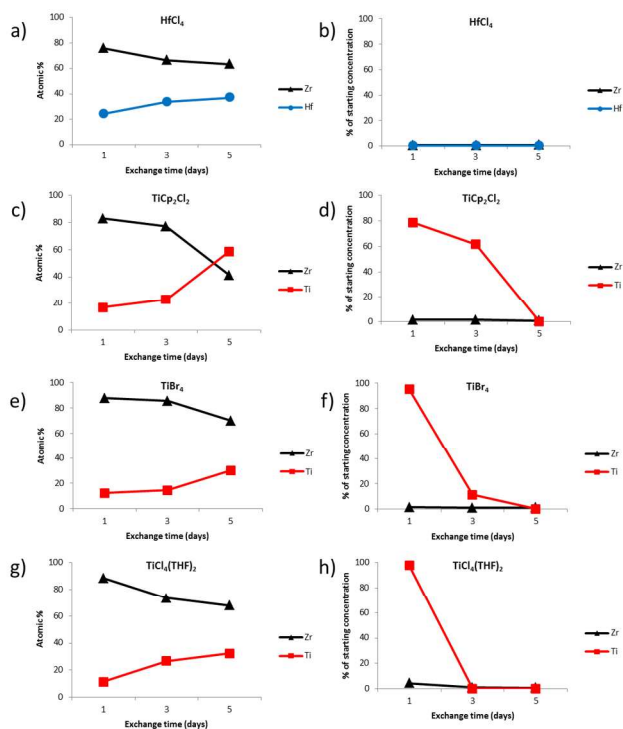 a)
HfCl₄
Atomic %
100
80
60
40
20
0
1 3 5
Exchange time (days)
Zr
Hf
b)
HfCl₄
% of starting concentration
100
80
60
40
20
0
1 3 5
Exchange time (days)
Zr
Hf
c)
TiCp₂Cl₂
Atomic %
100
80
60
40
20
0
1 3 5
Exchange time (days)
Zr
Ti
d)
TiCp₂Cl₂
% of starting concentration
100
80
60
40
20
0
1 3 5
Exchange time (days)
Zr
Ti
e)
TiBr₄
Atomic %
100
80
60
40
20
0
1 3 5
Exchange time (days)
Zr
Ti
f)
TiBr₄
% of starting concentration
100
80
60
40
20
0
1 3 5
Exchange time (days)
Zr
Ti
g)
TiCl₄(THF)₂
Atomic %
100
80
60
40
20
0
1 3 5
Exchange time (days)
Zr
Ti
h)
TiCl₄(THF)₂
% of starting concentration
100
80
60
40
20
0
1 3 5
Exchange time (days)
Zr
Ti